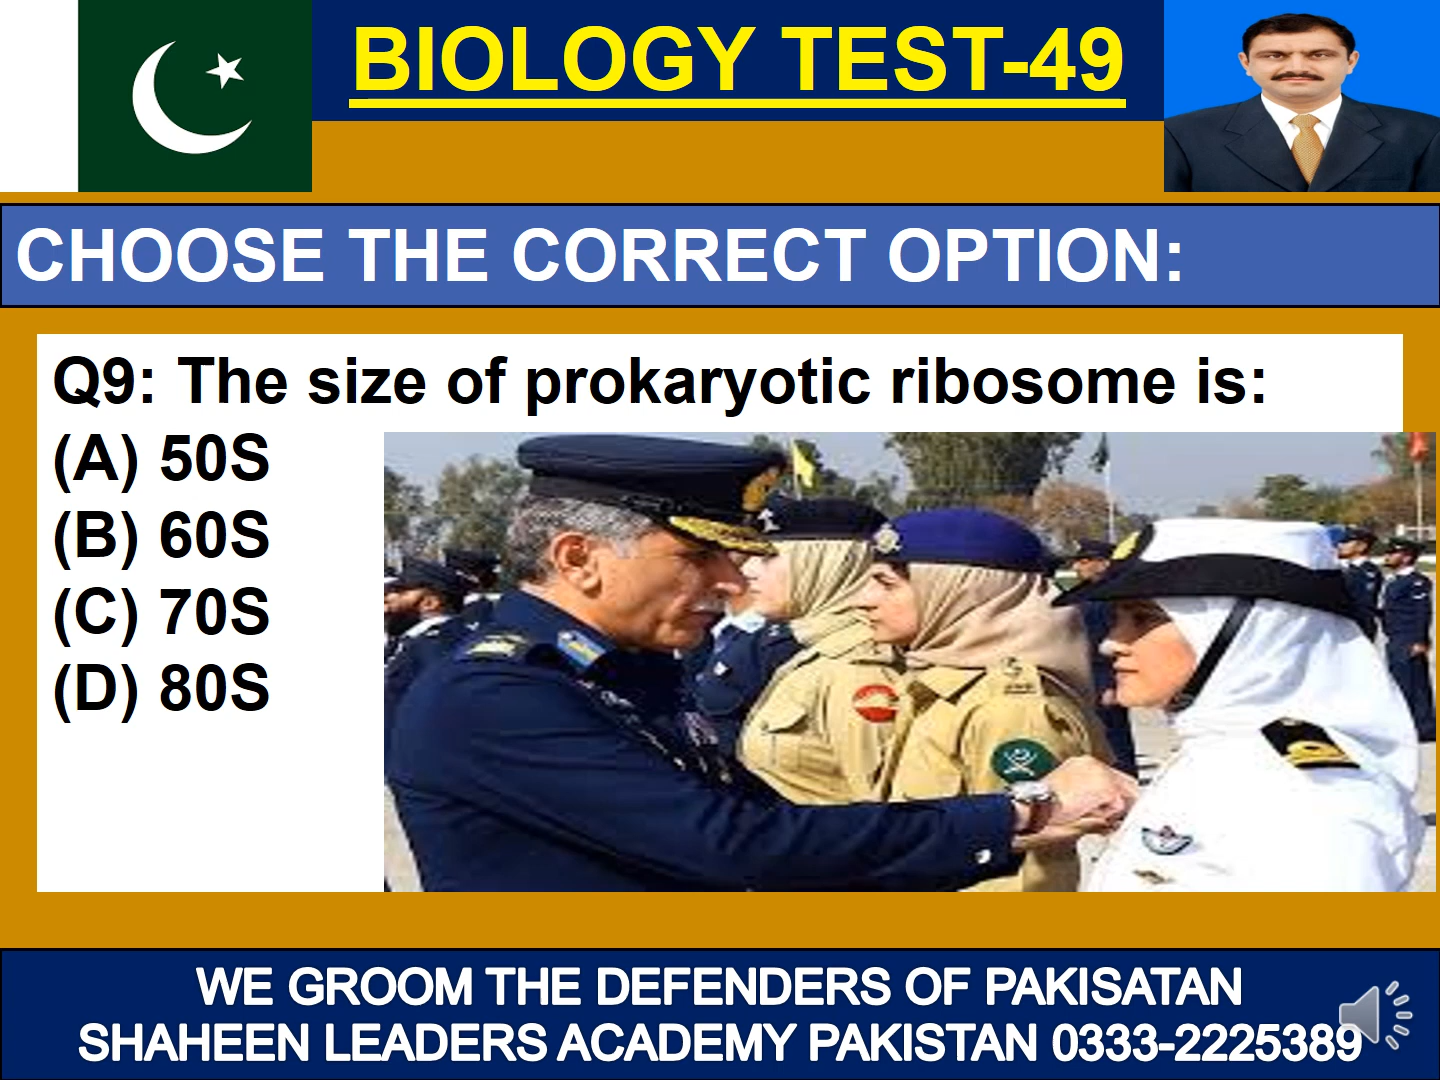 BIOLOGY TEST-49
CHOOSE THE CORRECT OPTION:
Q9: The size of prokaryotic ribosome is:
(A) 50S
(B) 60S
(C) 70S
(D) 80S
WE GROOM THE DEFENDERS OF PAKISATAN
SHAHEEN LEADERS ACADEMY PAKISTAN 0333-2225389